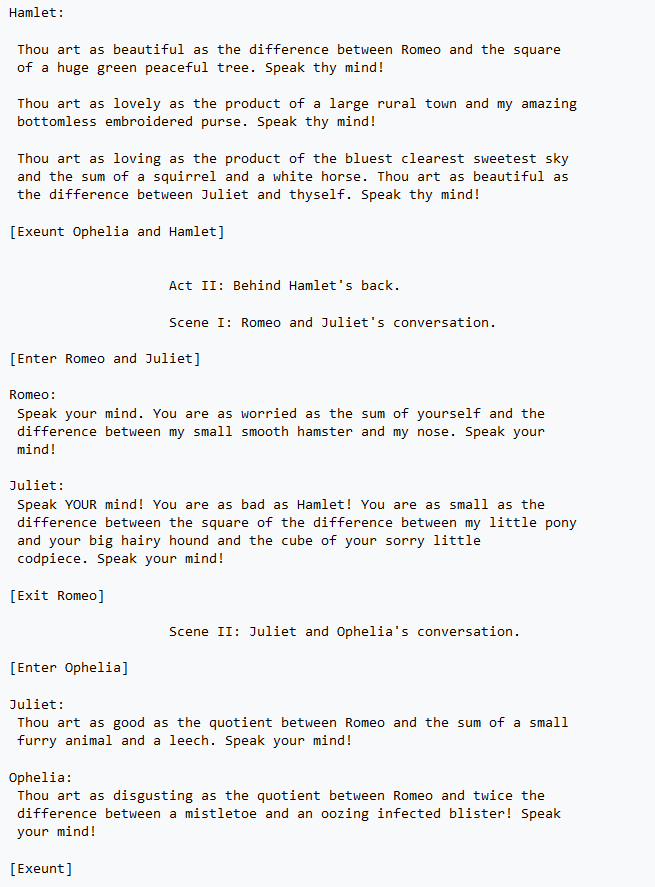 Hamlet:
Thou art as beautiful as the difference between Romeo and the square
of a huge green peaceful tree. Speak thy mind!
Thou art as lovely as the product of a large rural town and my amazing
bottomless embroidered purse. Speak thy mind!
Thou art as loving as the product of the bluest clearest sweetest sky
and the sum of a squirrel and a white horse. Thou art as beautiful as
the difference between Juliet and thyself. Speak thy mind!
[Exeunt Ophelia and Hamlet]
Act II: Behind Hamlet's back.
Scene I: Romeo and Juliet's conversation.
[Enter Romeo and Juliet]
Romeo:
Speak your mind. You are as worried as the sum of yourself and the
difference between my small smooth hamster and my nose. Speak your
mind!
Juliet:
Speak YOUR mind! You are as bad as Hamlet! You are as small as the
difference between the square of the difference between my little pony
and your big hairy hound and the cube of your sorry little
codpiece. Speak your mind!
[Exit Romeo]
Scene II: Juliet and Ophelia's conversation.
[Enter Ophelia]
Juliet:
Thou art as good as the quotient between Romeo and the sum of a small
furry animal and a leech. Speak your mind!
Ophelia:
Thou art as disgusting as the quotient between Romeo and twice the
difference between a mistletoe and an oozing infected blister! Speak
your mind!
[Exeunt]